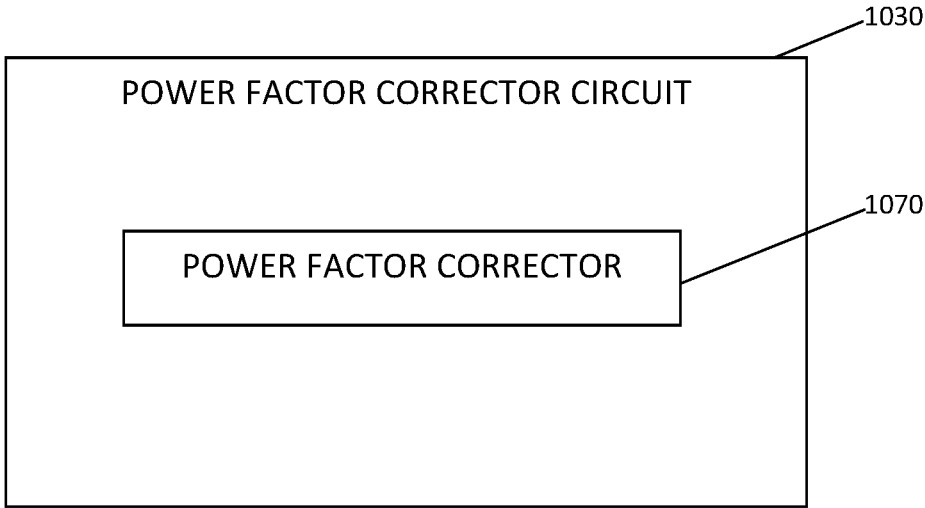 1030
POWER FACTOR CORRECTOR CIRCUIT
1070
POWER FACTOR CORRECTOR